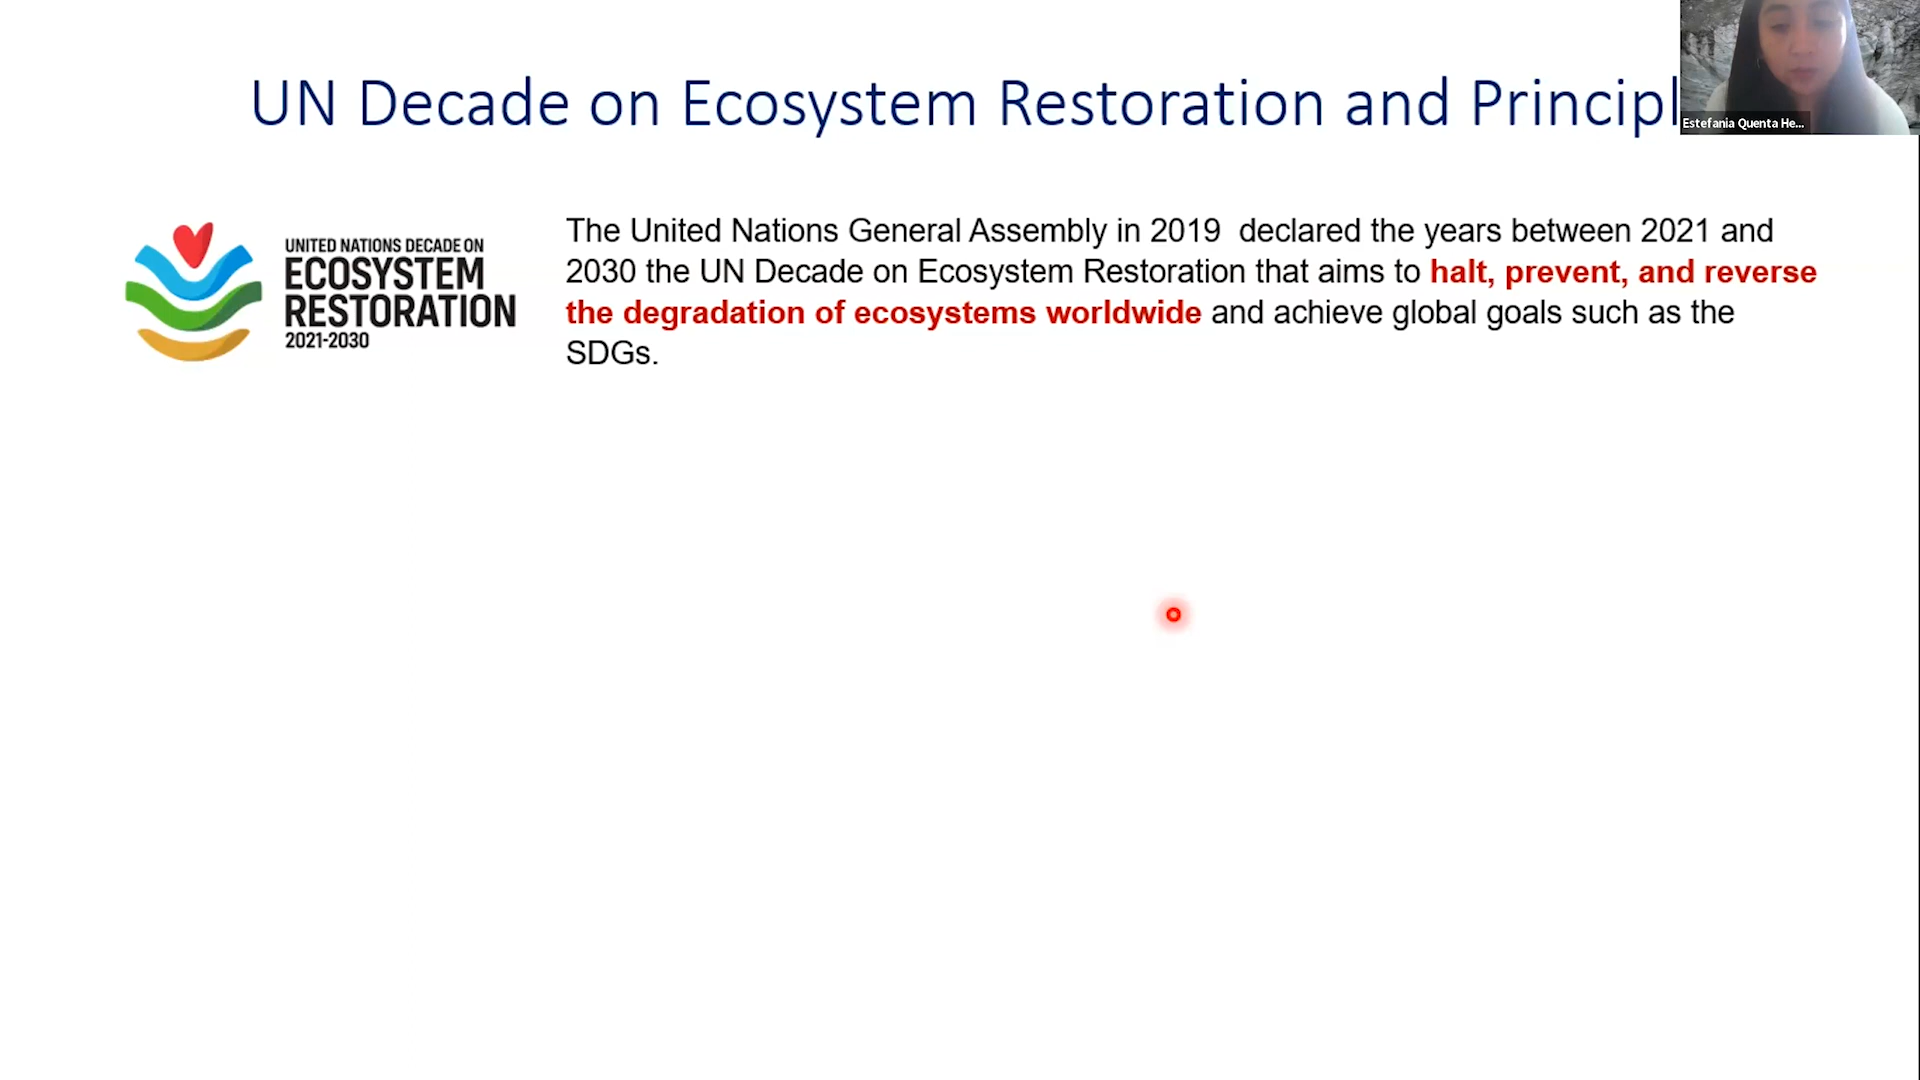 UN Decade on Ecosystem Restoration and Principl
Estefania Quenta He...
UNITED NATIONS DECADE ON
ECOSYSTEM
RESTORATION
2021-2030
The United Nations General Assembly in 2019 declared the years between 2021 and
2030 the UN Decade on Ecosystem Restoration that aims to halt, prevent, and reverse
the degradation of ecosystems worldwide and achieve global goals such as the
SDGs.